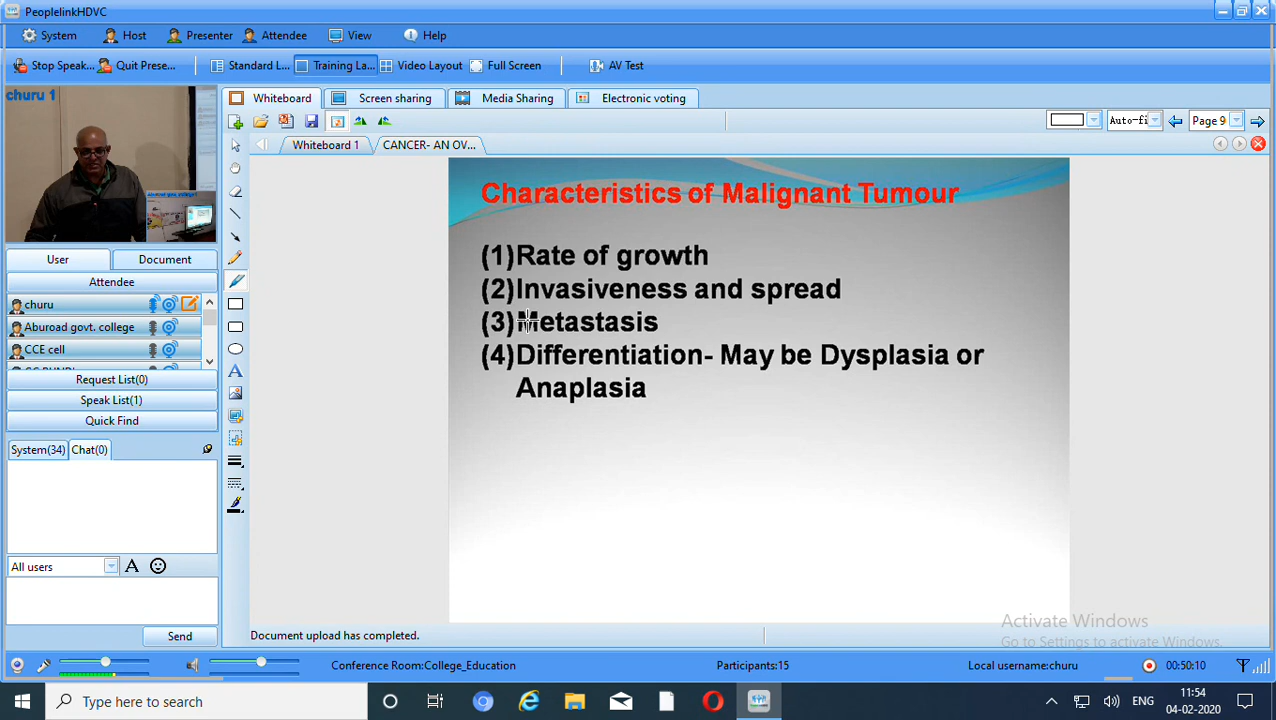 PeoplelinkHDVC
System Host Presenter Attendee View Help
Stop Speak... Quit Prese... Standard L... Training La... Video Layout Full Screen AV Test
churu 1
Whiteboard Screen sharing Media Sharing Electronic voting
Auto-fi Page 9
Whiteboard 1 CANCER- AN OV...
Characteristics of Malignant Tumour
(1)Rate of growth
(2)Invasiveness and spread
(3)Metastasis
(4)Differentiation- May be Dysplasia or
Anaplasia
User Document
Attendee
churu
Aburoad govt. college
CCE cell
Request List(0)
Speak List(1)
Quick Find
System(34) Chat(0)
All users
Send
Document upload has completed.
Activate Windows
Go to Settings to activate Windows.
Conference Room:College_Education Participants:15 Local username:churu 00:50:10
Type here to search
ENG 11:54
04-02-2020